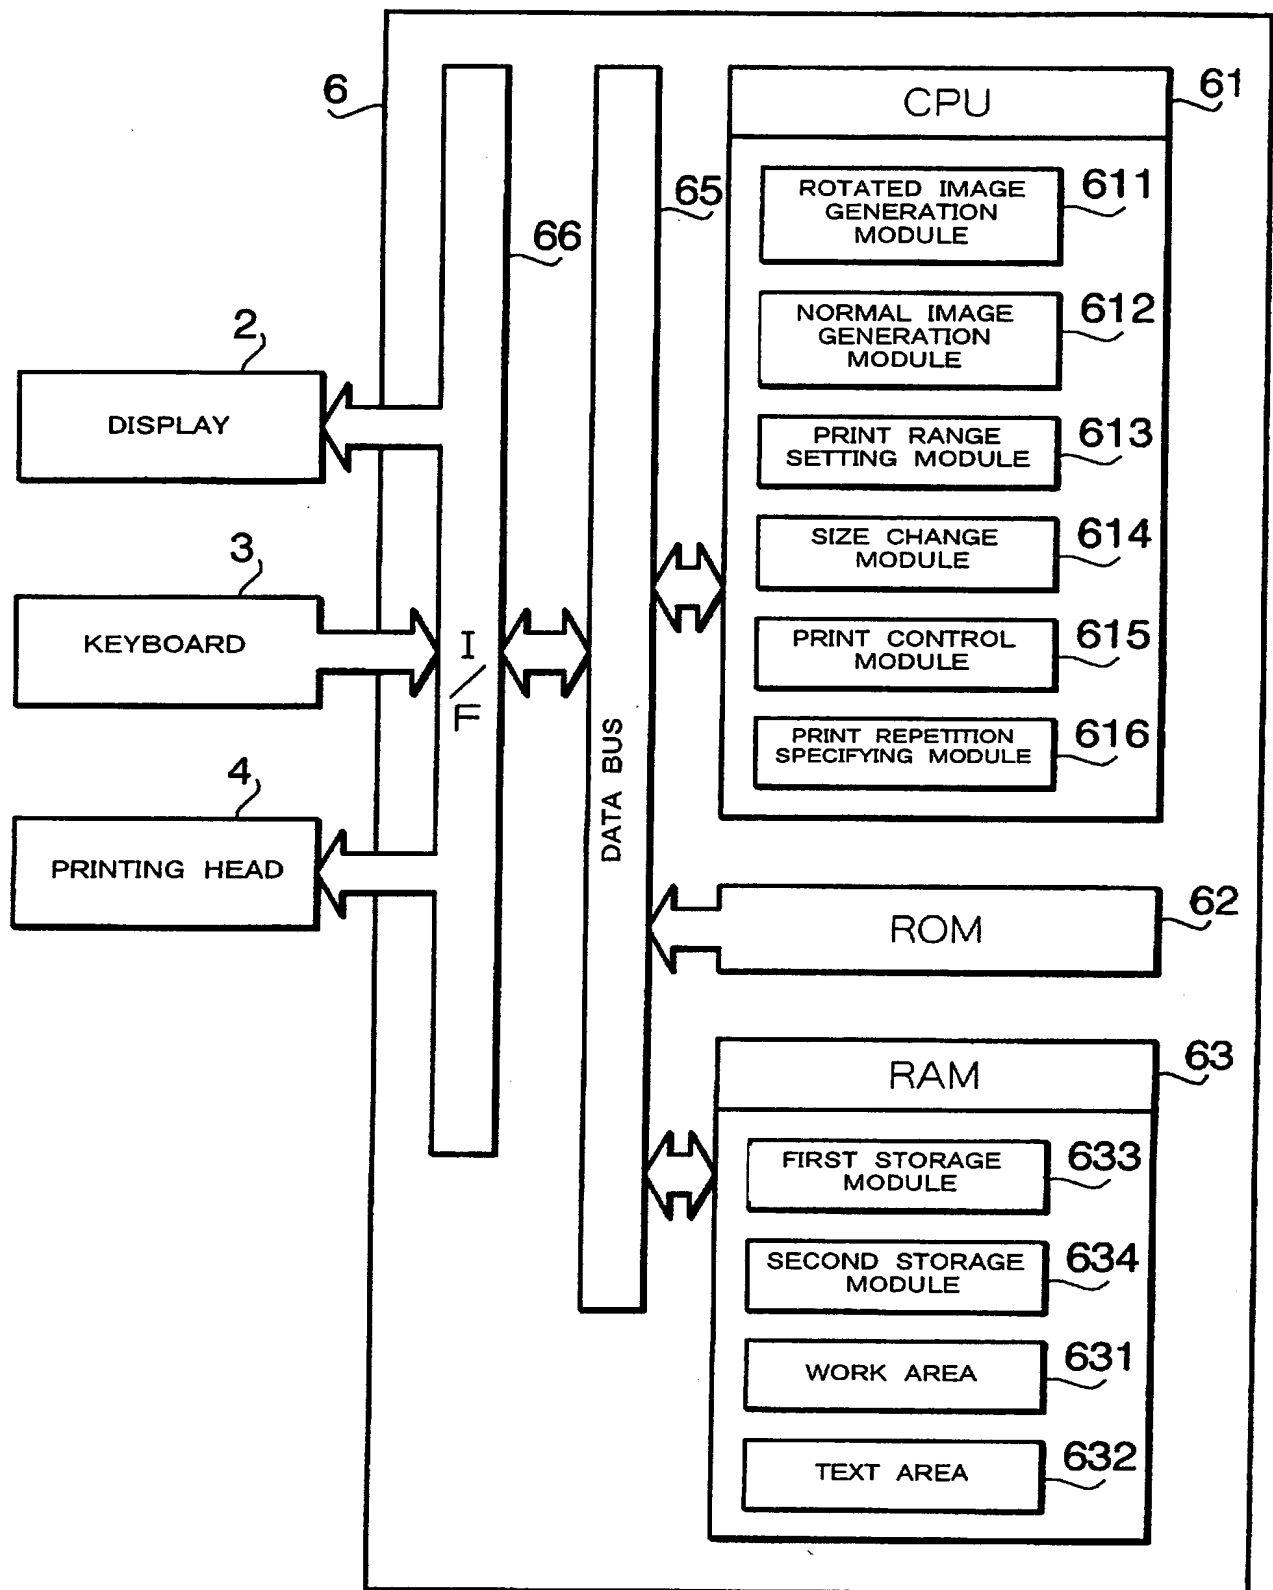 6
CPU
61
ROTATED IMAGE
GENERATION
MODULE
611
65
66
NORMAL IMAGE
GENERATION
MODULE
612
2
DISPLAY
PRINT RANGE
SETTING MODULE
613
SIZE CHANGE
MODULE
614
3
KEYBOARD
I/F
PRINT CONTROL
MODULE
615
PRINT REPETITION
SPECIFYING MODULE
616
DATA BUS
4
PRINTING HEAD
ROM
62
RAM
63
FIRST STORAGE
MODULE
633
SECOND STORAGE
MODULE
634
WORK AREA
631
TEXT AREA
632